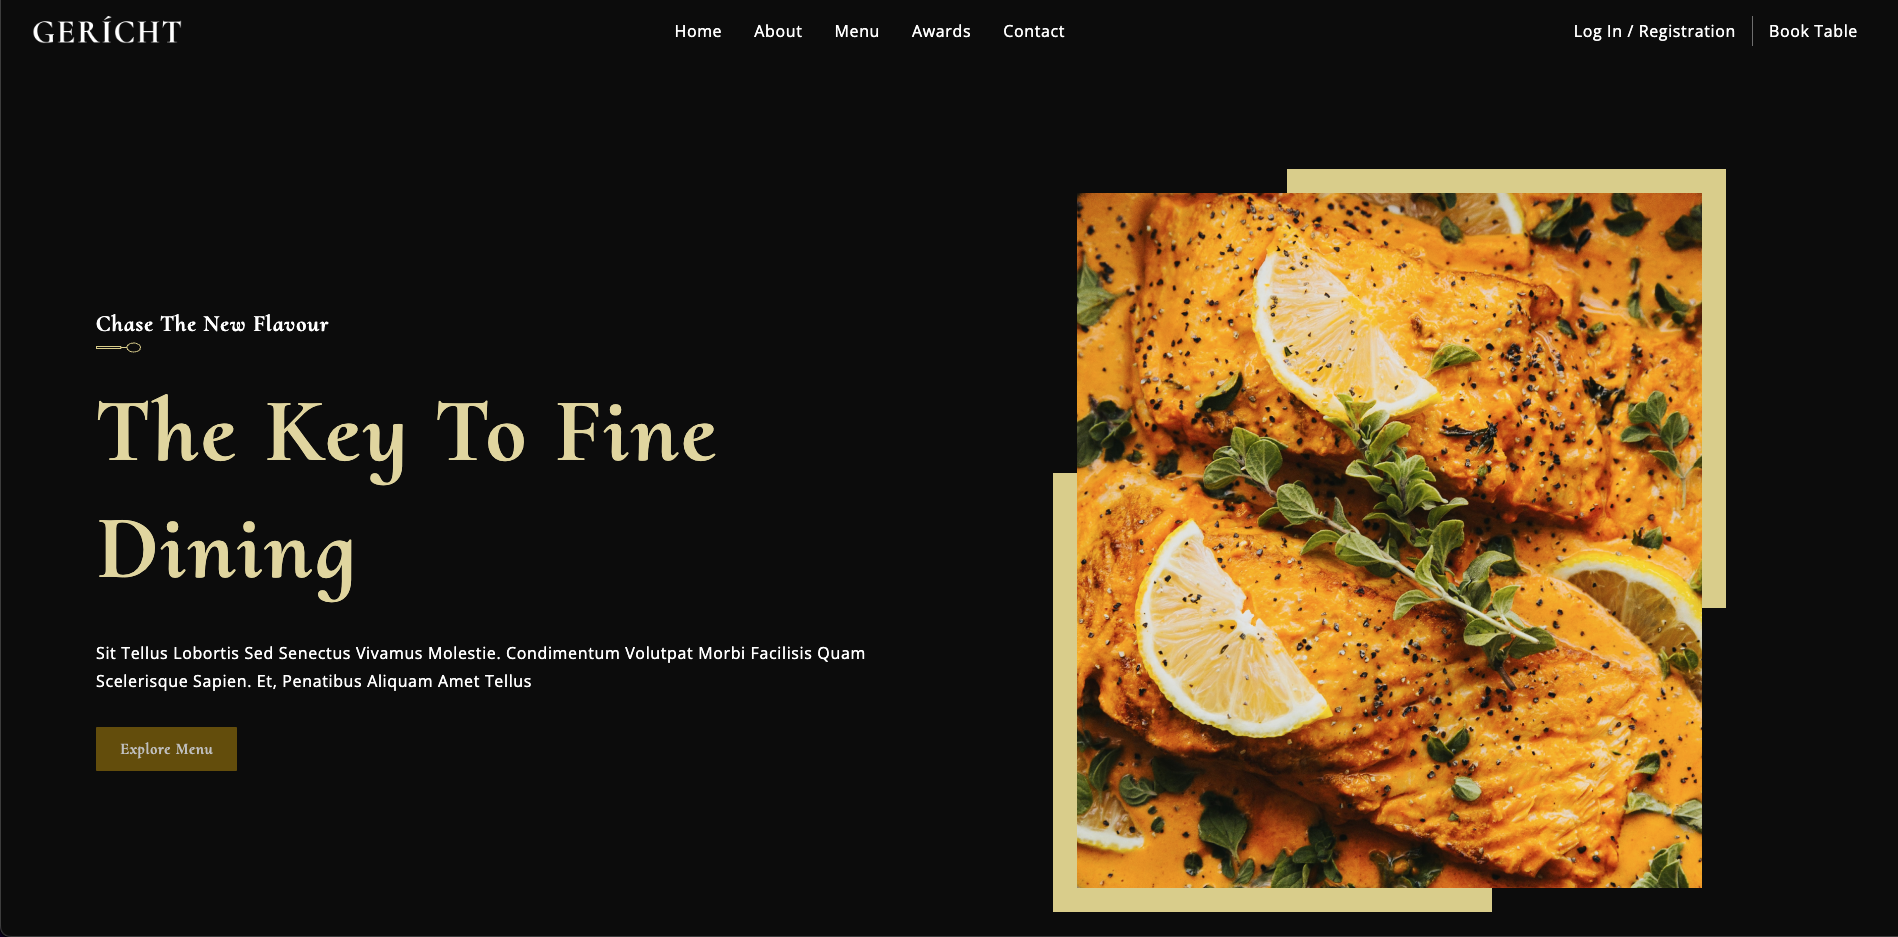 GERÍCHT
Home About Menu Awards Contact
Log In / Registration Book Table
Chase The New Flavour
The Key To Fine
Dining
Sit Tellus Lobortis Sed Senectus Vivamus Molestie. Condimentum Volutpat Morbi Facilisis Quam
Scelerisque Sapien. Et, Penatibus Aliquam Amet Tellus
Explore Menu